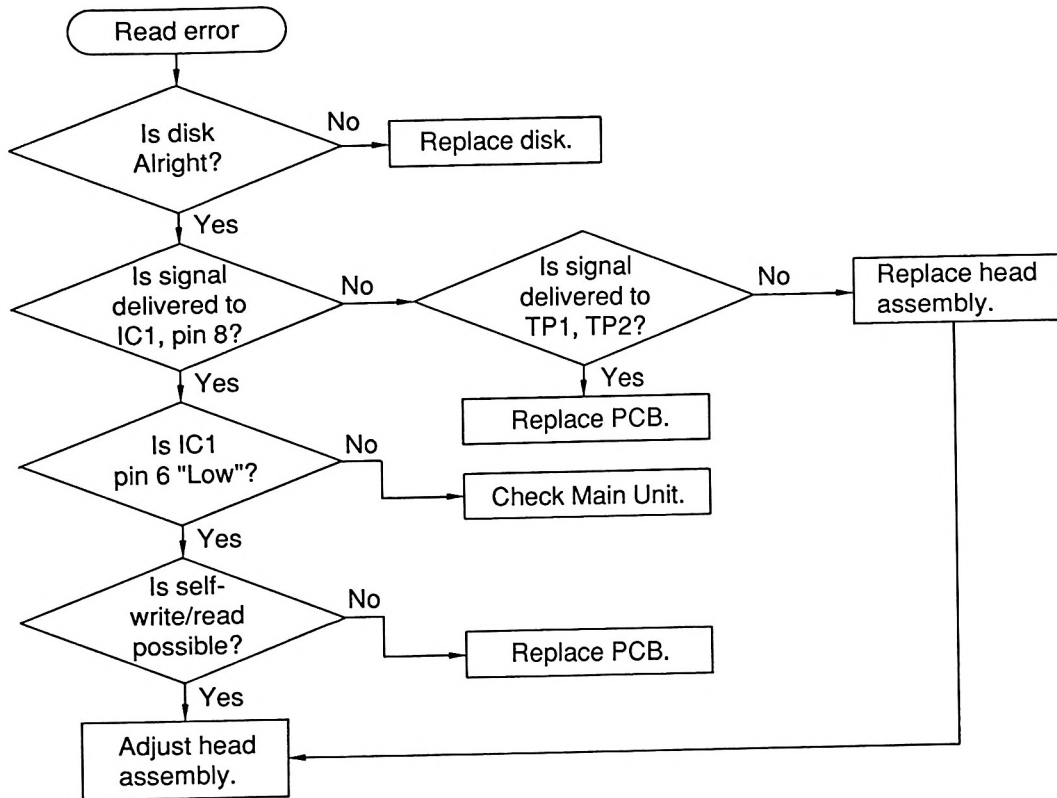 Read error
Is disk
Alright?
No
Replace disk.
Yes
Is signal
delivered to
IC1, pin 8?
No
Is signal
delivered to
TP1, TP2?
No
Replace head
assembly.
Yes
Replace PCB.
Yes
Is IC1
pin 6 "Low"?
No
Check Main Unit.
Yes
Is self-
write/read
possible?
No
Replace PCB.
Yes
Adjust head
assembly.